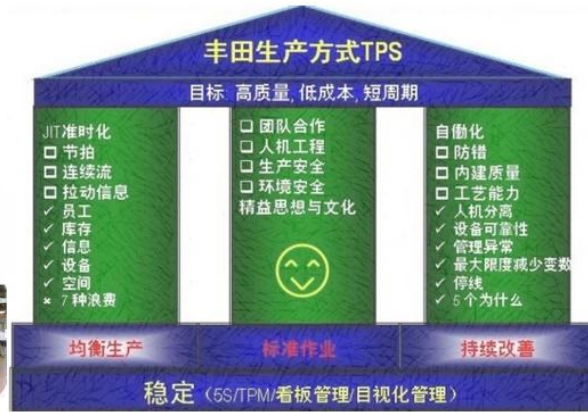 丰田生产方式TPS
目标: 高质量, 低成本, 短周期
JIT准时化
□ 节拍
□ 连续流
□ 拉动信息
✓ 员工
✓ 库存
✓ 信息
✓ 设备
✓ 空间
× 7 种浪费
□ 团队合作
□ 人机工程
□ 生产安全
□ 环境安全
精益思想与文化
自働化
□ 防错
□ 内建质量
□ 工艺能力
✓ 人机分离
✓ 设备可靠性
✓ 管理异常
✓ 最大限度减少变数
✓ 停线
✓ 5 个为什么
均衡生产
标准作业
持续改善
稳定（5S/TPM/看板管理/目视化管理）